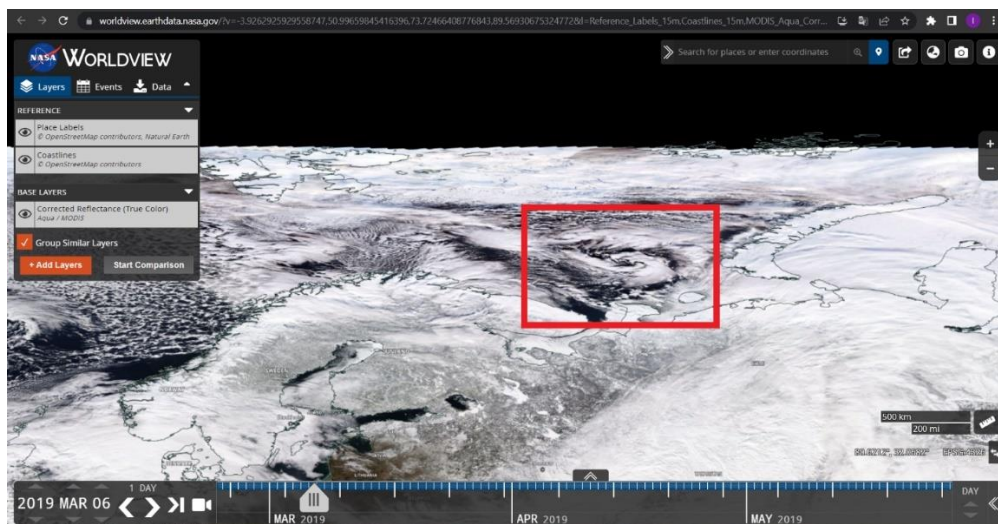 worldview.earthdata.nasa.gov/?v=-3.9262925929558747,50.99659845416396,73.72466408776843,89.56930675324772&l=Reference_Labels_15m,Coastlines_15m,MODIS_Aqua_Corr...
NASA WORLDVIEW
Search for places or enter coordinates
Layers Events Data
REFERENCE
Place Labels
© OpenStreetMap contributors, Natural Earth
Coastlines
© OpenStreetMap contributors
BASE LAYERS
Corrected Reflectance (True Color)
Aqua / MODIS
Group Similar Layers
+ Add Layers Start Comparison
500 km
200 mi
1 DAY
2019 MAR 06
MAR 2019
APR 2019
MAY 2019
DAY